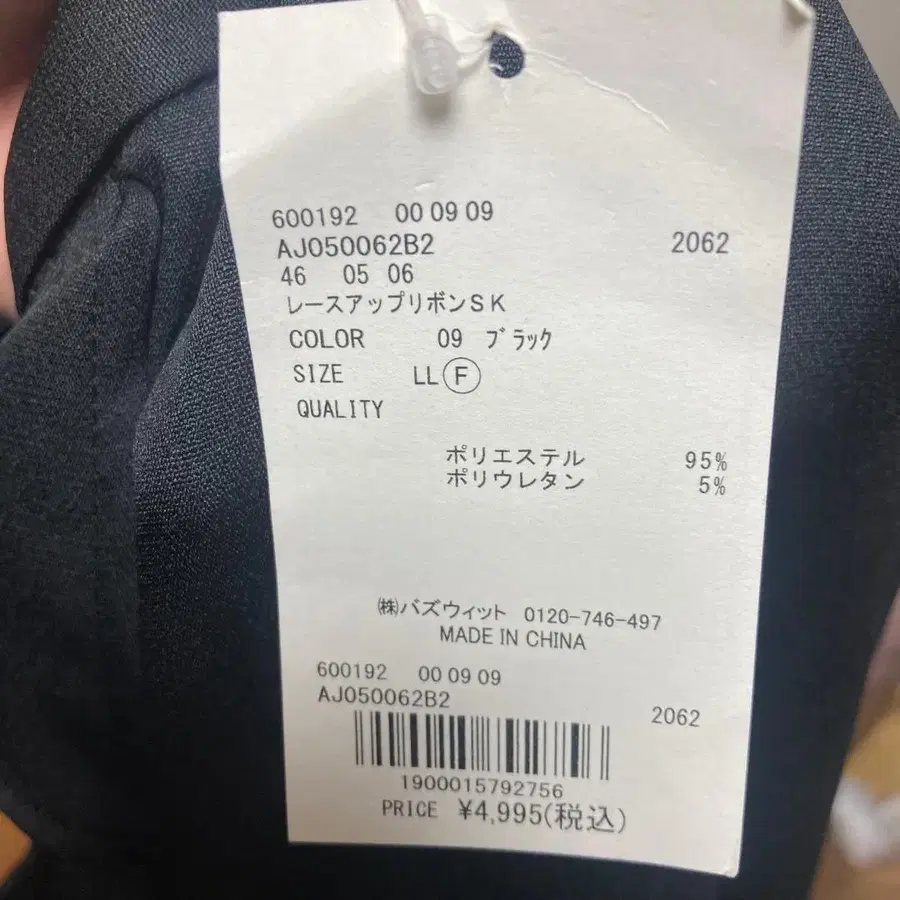 600192 00 09 09
AJ050062B2 2062
46 05 06
レースアップリボンSK
COLOR 09 ブラック
SIZE LL Ⓕ
QUALITY
ポリエステル 95%
ポリウレタン 5%
㈱バズウィット 0120-746-497
MADE IN CHINA
600192 00 09 09
AJ050062B2 2062
1900015792756
PRICE ¥4,995(税込)